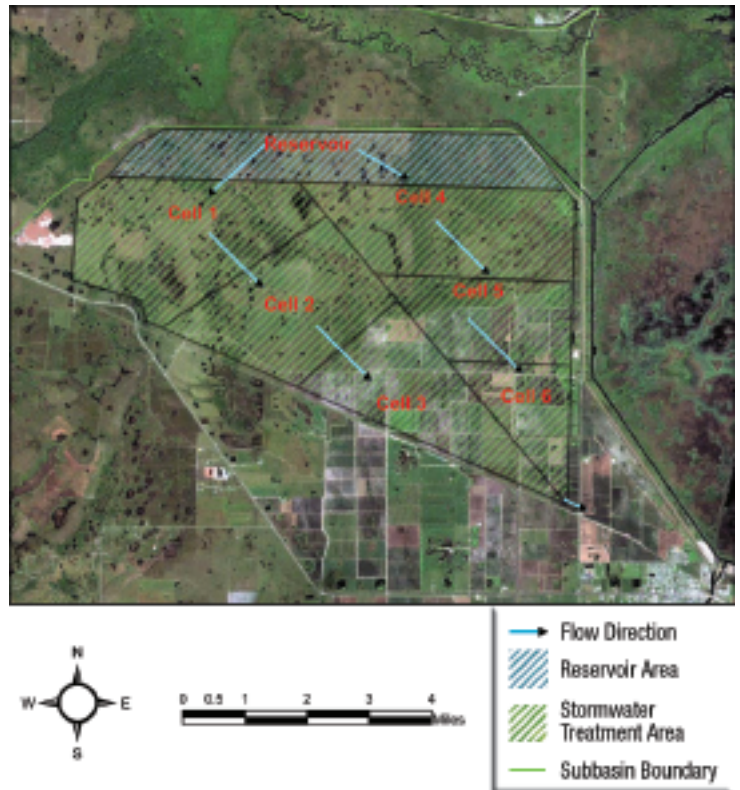 Reservoir
Cell 1
Cell 4
Cell 2
Cell 5
Cell 3
Cell 6
N
W
E
S
0 0.5 1 2 3 4
Miles
Flow Direction
Reservoir Area
Stormwater
Treatment Area
Subbasin Boundary